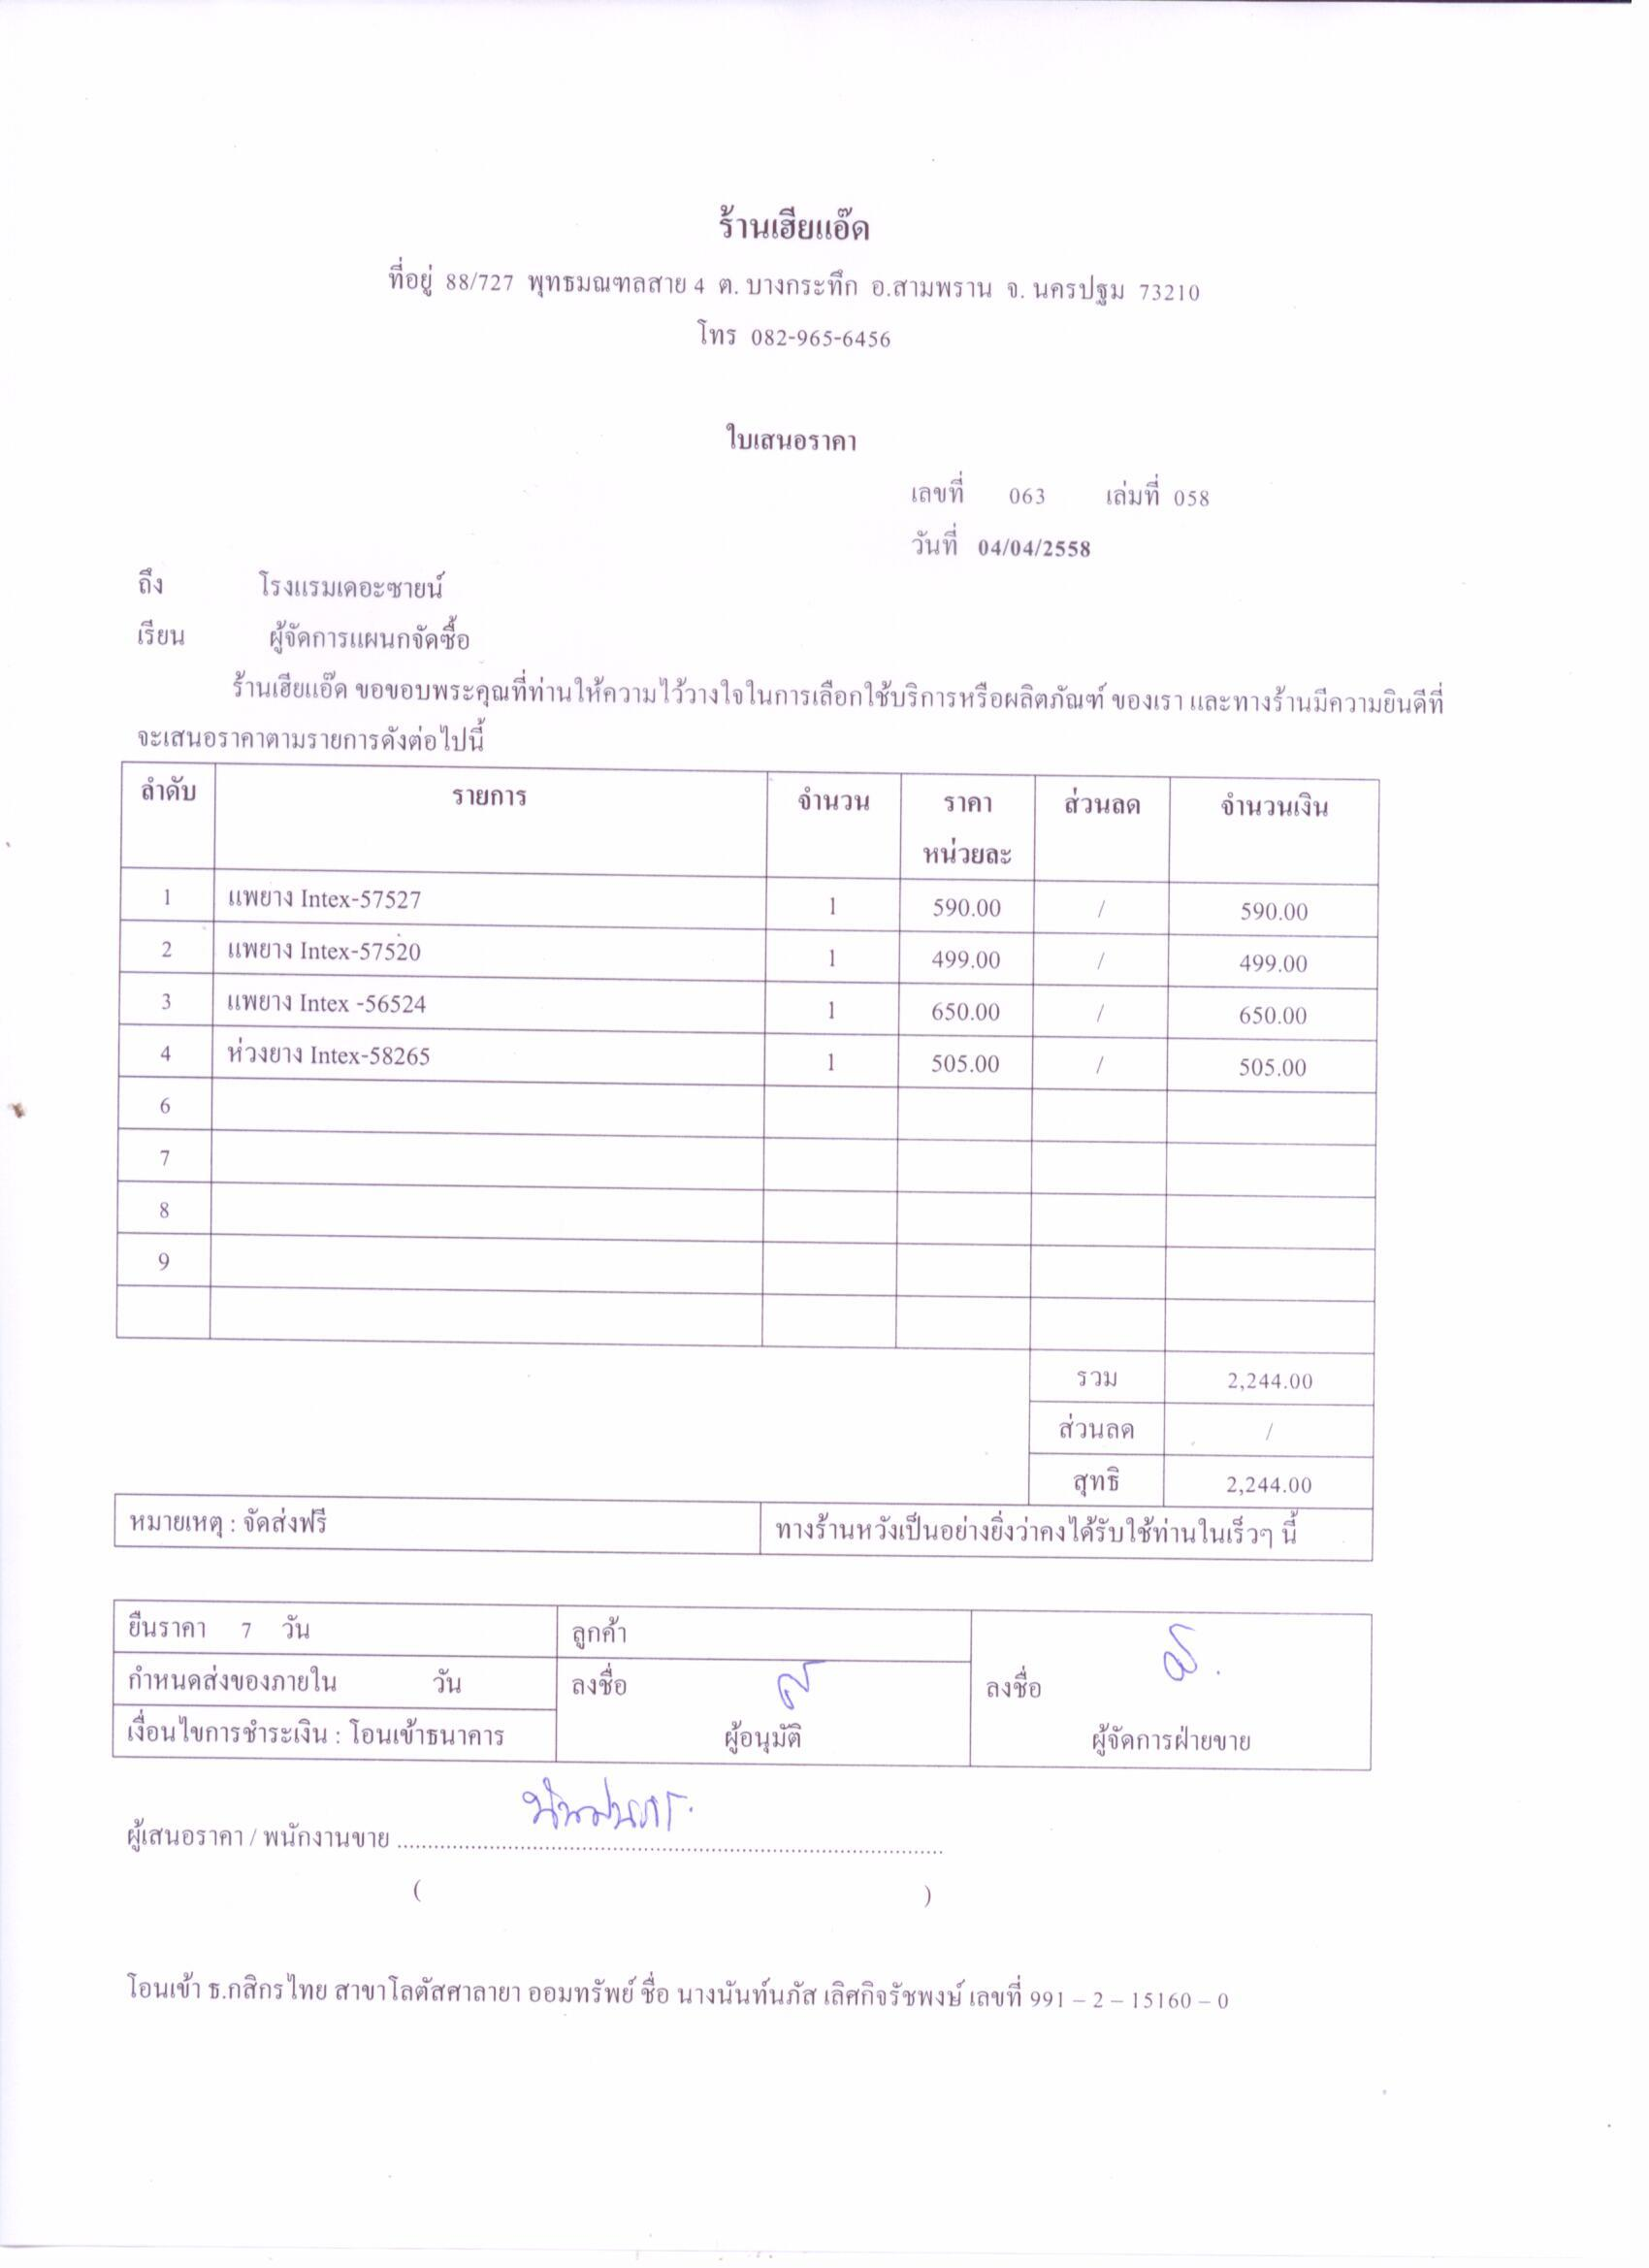 ร้านเฮียแอ๊ด
ที่อยู่ 88/727 พุทธมณฑลสาย 4 ต. บางกระทึก อ.สามพราน จ. นครปฐม 73210
โทร 082-965-6456
ใบเสนอราคา
เลขที่ 063 เล่มที่ 058
วันที่ 04/04/2558
ถึง โรงแรมเดอะซายน์
เรียน ผู้จัดการแผนกจัดซื้อ
ร้านเฮียแอ๊ด ขอขอบพระคุณที่ท่านให้ความไว้วางใจในการเลือกใช้บริการหรือผลิตภัณฑ์ ของเรา และทางร้านมีความยินดีที่
จะเสนอราคาตามรายการดังต่อไปนี้
ลำดับ รายการ จำนวน ราคา ส่วนลด จำนวนเงิน
หน่วยละ
1 แพยาง Intex-57527 1 590.00 / 590.00
2 แพยาง Intex-57520 1 499.00 / 499.00
3 แพยาง Intex -56524 1 650.00 / 650.00
4 ห่วงยาง Intex-58265 1 505.00 / 505.00
6
7
8
9
รวม 2,244.00
ส่วนลด /
สุทธิ 2,244.00
หมายเหตุ : จัดส่งฟรี ทางร้านหวังเป็นอย่างยิ่งว่าคงได้รับใช้ท่านในเร็วๆ นี้
ยืนราคา 7 วัน ลูกค้า
กำหนดส่งของภายใน วัน ลงชื่อ ลงชื่อ
เงื่อนไขการชำระเงิน : โอนเข้าธนาคาร ผู้อนุมัติ ผู้จัดการฝ่ายขาย
ผู้เสนอราคา / พนักงานขาย ........................................
( )
โอนเข้า ธ.กสิกรไทย สาขาโลตัสศาลายา ออมทรัพย์ ชื่อ นางนันท์นภัส เลิศกิจรัชพงษ์ เลขที่ 991 – 2 – 15160 – 0